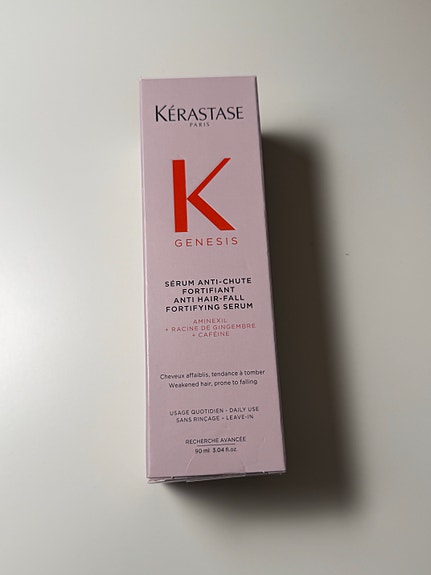 KÉRASTASE
PARIS
K
GENESIS
SÉRUM ANTI-CHUTE
FORTIFIANT
ANTI HAIR-FALL
FORTIFYING SERUM
AMINEXIL
+ RACINE DE GINGEMBRE
+ CAFÉINE
Cheveux affaiblis, tendance à tomber
Weakened hair, prone to falling
USAGE QUOTIDIEN - DAILY USE
SANS RINÇAGE - LEAVE-IN
RECHERCHE AVANCÉE
90 ml 3.04 fl.oz.